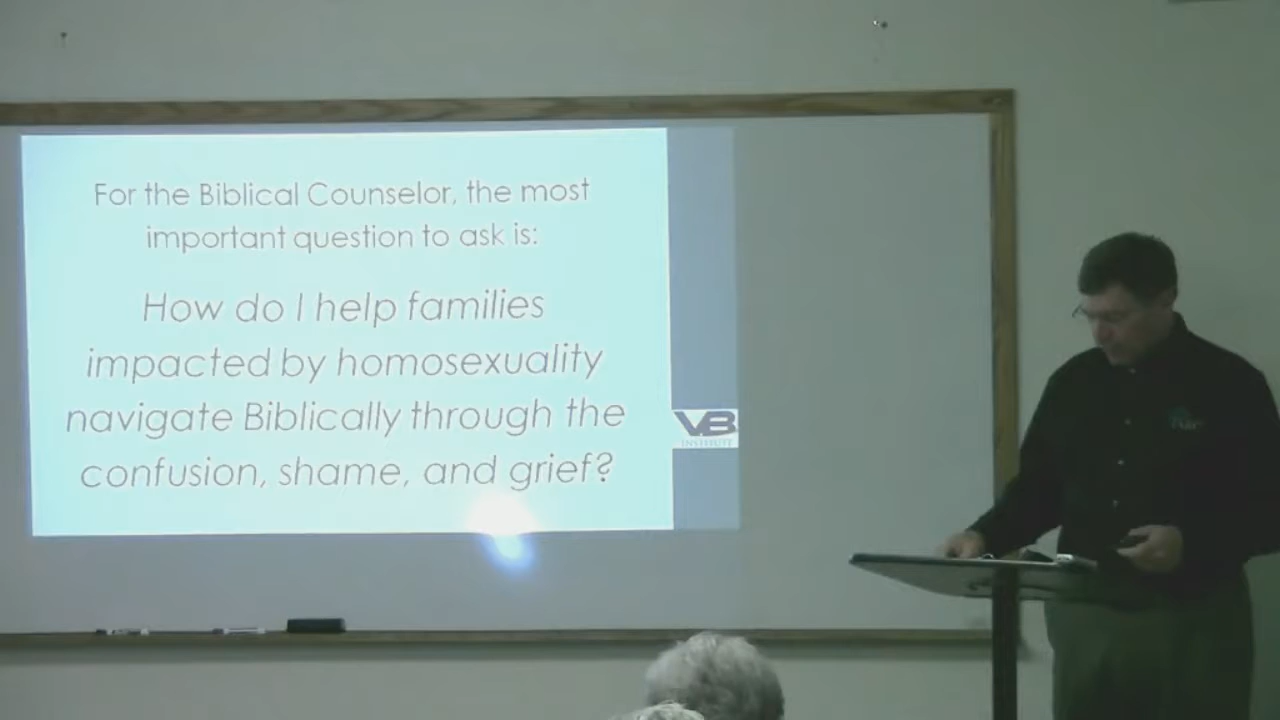 For the Biblical Counselor, the most
important question to ask is:
How do I help families
impacted by homosexuality
navigate Biblically through the
confusion, shame, and grief?
VB
INSTITUTE